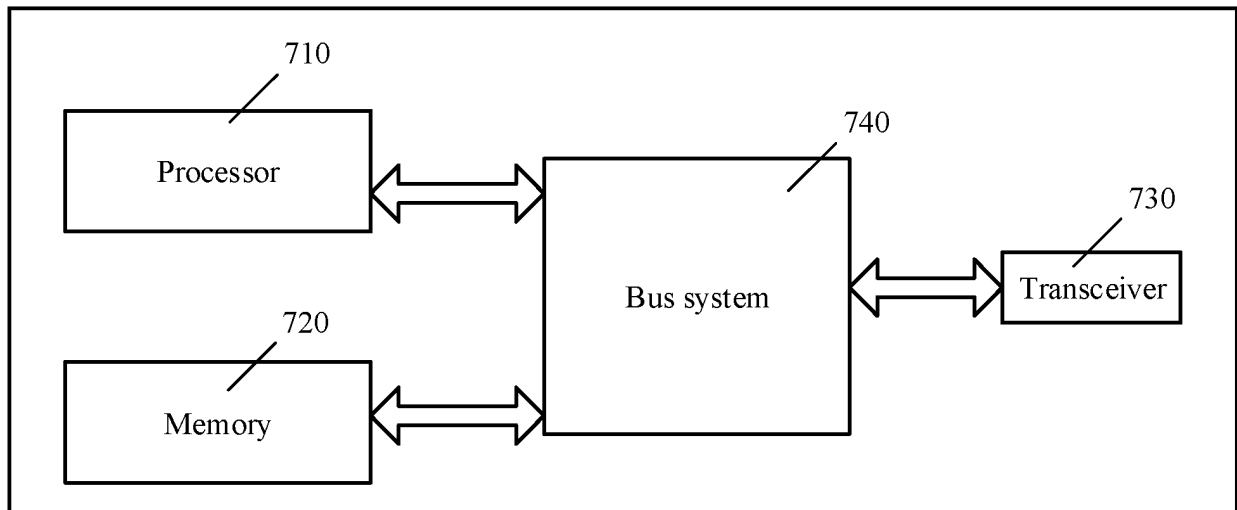 710
Processor
740
730
Bus system
Transceiver
720
Memory